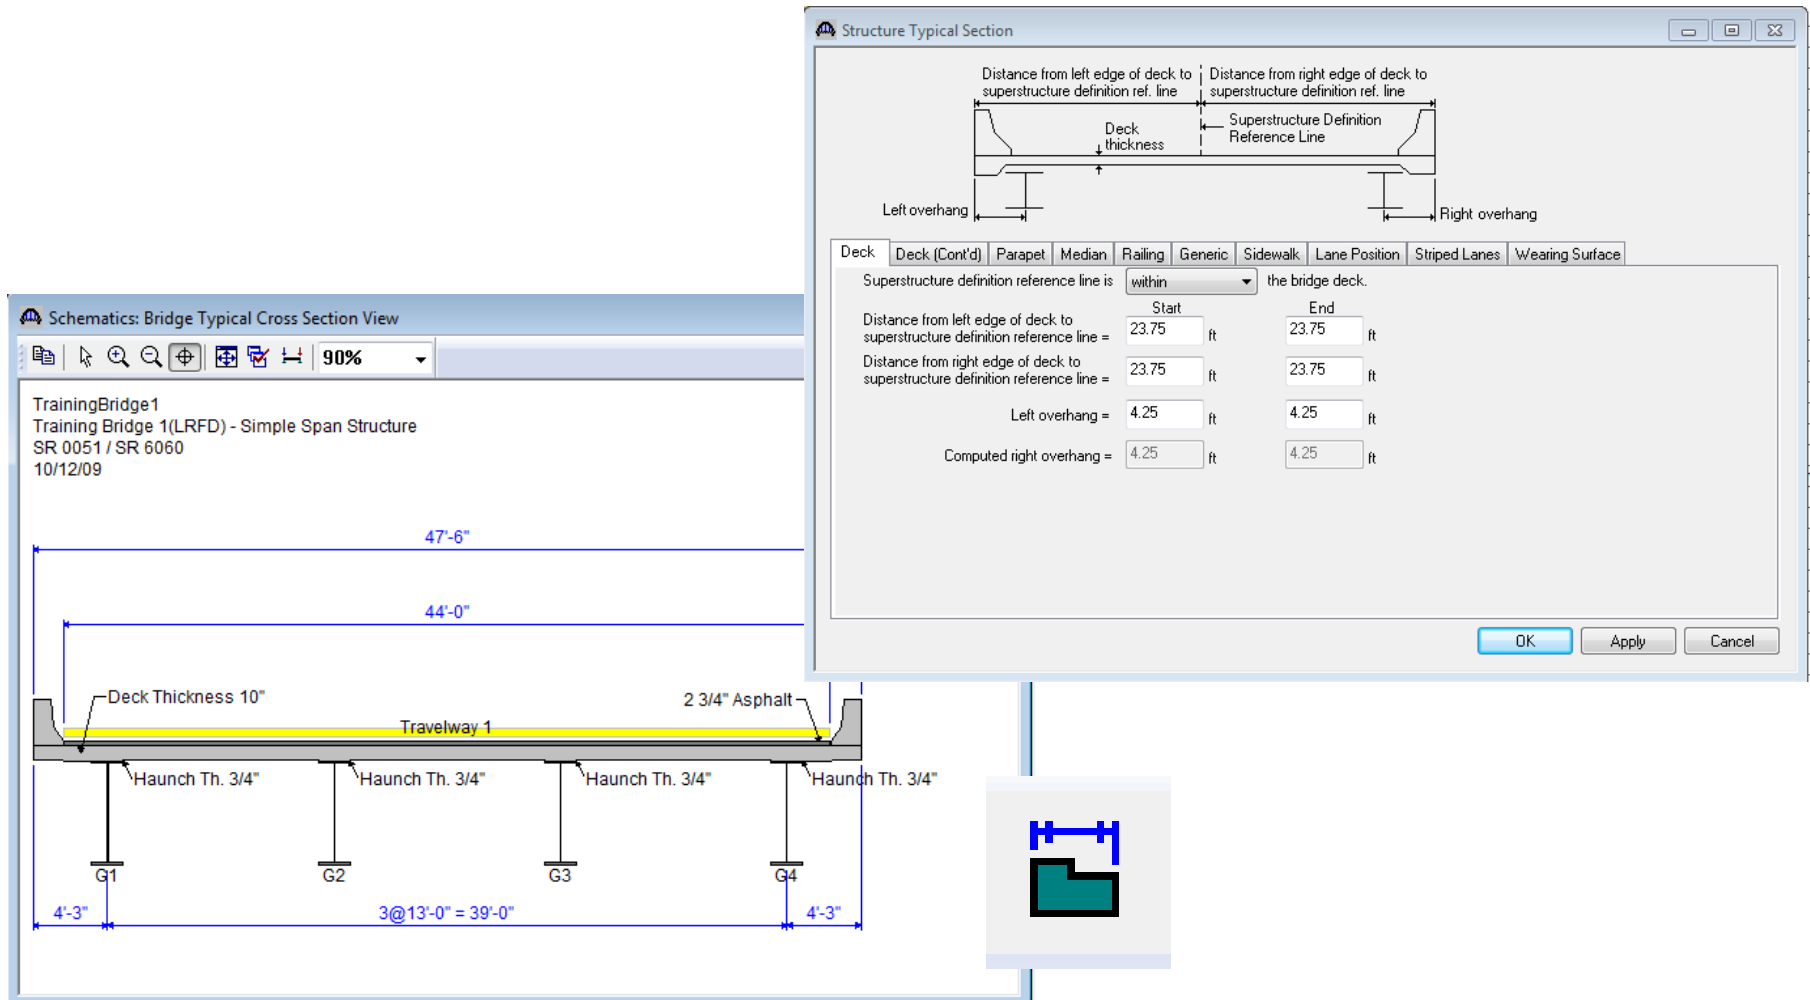 Structure Typical Section
Distance from left edge of deck to
superstructure definition ref. line
Distance from right edge of deck to
superstructure definition ref. line
Superstructure Definition
Reference Line
Deck
thickness
Left overhang
Right overhang
Deck Deck (Cont'd) Parapet Median Railing Generic Sidewalk Lane Position Striped Lanes Wearing Surface
Superstructure definition reference line is within the bridge deck.
Start End
Distance from left edge of deck to
superstructure definition reference line = 23.75 ft 23.75 ft
Distance from right edge of deck to
superstructure definition reference line = 23.75 ft 23.75 ft
Left overhang = 4.25 ft 4.25 ft
Computed right overhang = 4.25 ft 4.25 ft
OK Apply Cancel
Schematics: Bridge Typical Cross Section View
90%
TrainingBridge1
Training Bridge 1(LRFD) - Simple Span Structure
SR 0051 / SR 6060
10/12/09
47'-6"
44'-0"
Deck Thickness 10" 2 3/4" Asphalt
Travelway 1
Haunch Th. 3/4" Haunch Th. 3/4" Haunch Th. 3/4" Haunch Th. 3/4"
G1 G2 G3 G4
4'-3" 3@13'-0" = 39'-0" 4'-3"